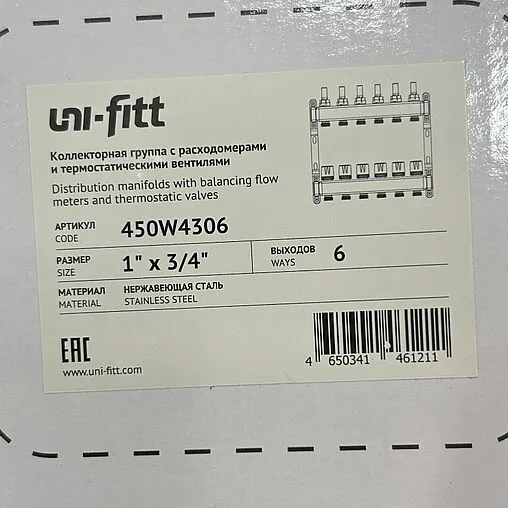 uni-fitt
Коллекторная группа с расходомерами
и термостатическими вентилями
Distribution manifolds with balancing flow
meters and thermostatic valves
АРТИКУЛ
CODE
450W4306
РАЗМЕР
SIZE
1" x 3/4"
ВЫХОДОВ
WAYS
6
МАТЕРИАЛ
MATERIAL
НЕРЖАВЕЮЩАЯ СТАЛЬ
STAINLESS STEEL
EAC
www.uni-fitt.com
4 650341 461211